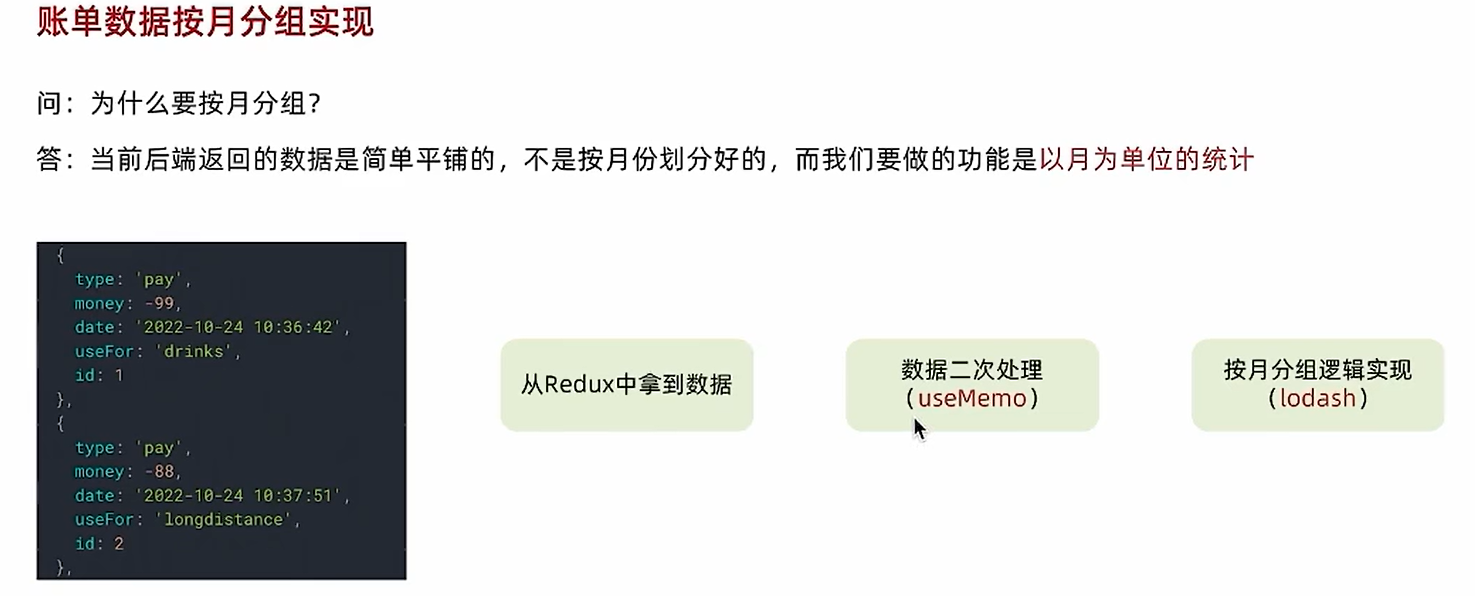 账单数据按月分组实现
问：为什么要按月分组？
答：当前后端返回的数据是简单平铺的，不是按月份划分好的，而我们要做的功能是以月为单位的统计
{
type: 'pay',
money: -99,
date: '2022-10-24 10:36:42',
useFor: 'drinks',
id: 1
},
{
type: 'pay',
money: -88,
date: '2022-10-24 10:37:51',
useFor: 'longdistance',
id: 2
},
从Redux中拿到数据
数据二次处理
（useMemo）
按月分组逻辑实现
（lodash）